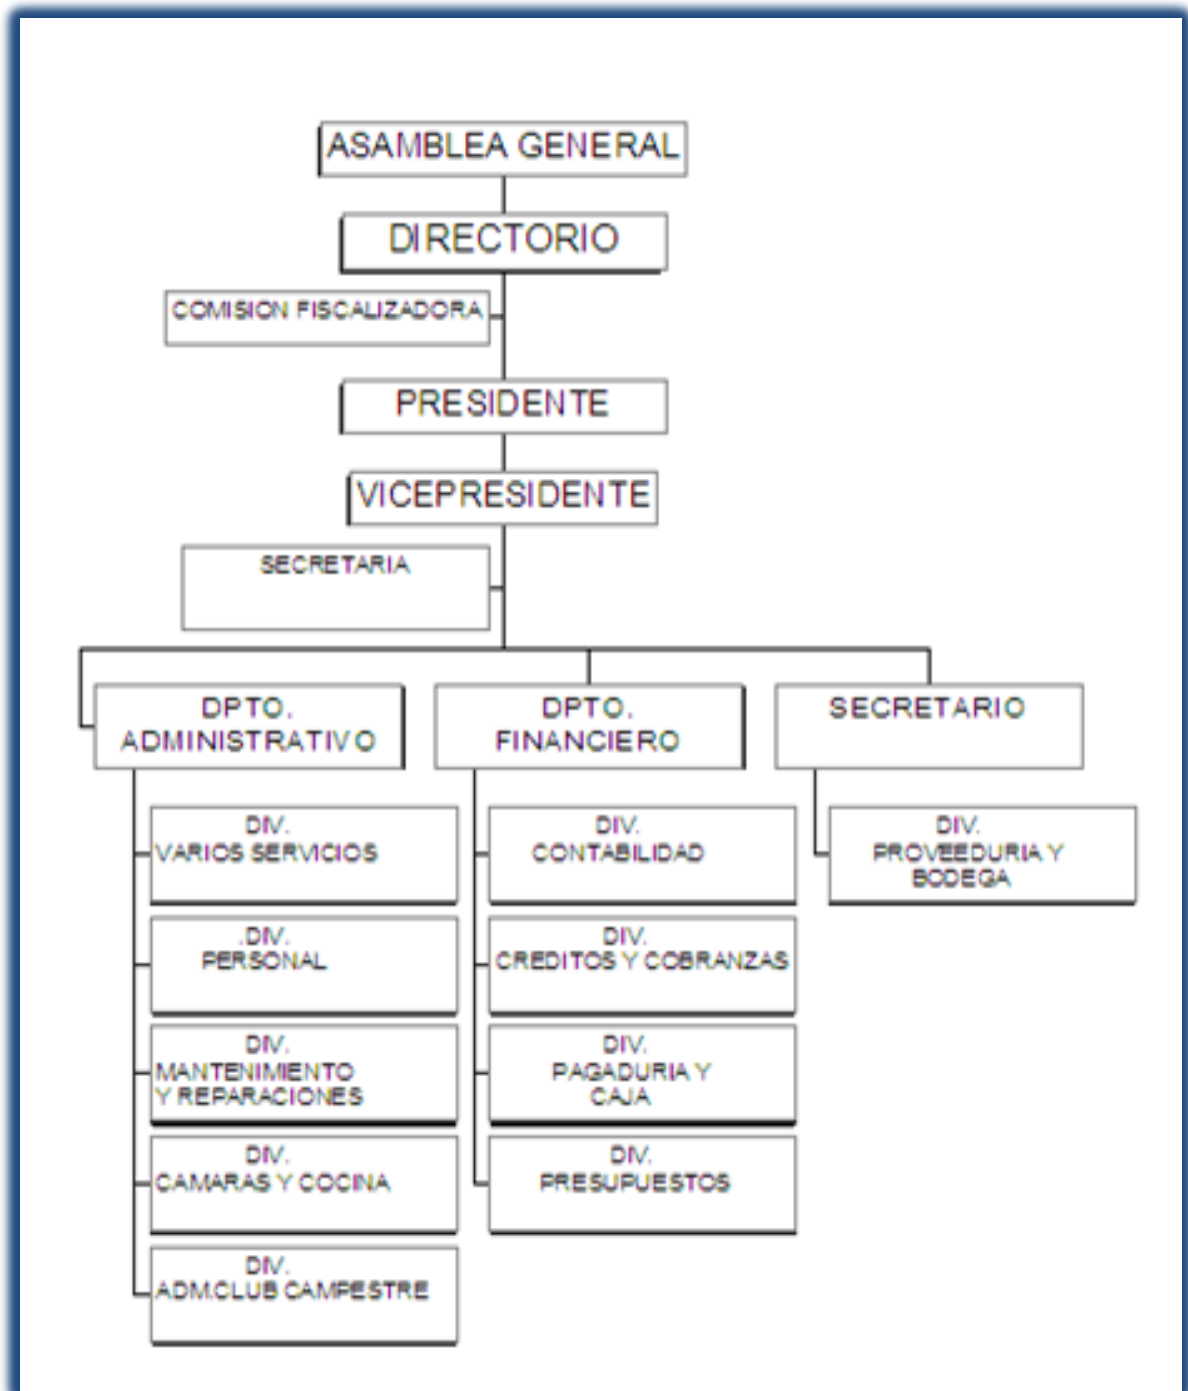 ASAMBLEA GENERAL
DIRECTORIO
COMISION FISCALIZADORA
PRESIDENTE
VICEPRESIDENTE
SECRETARIA
DPTO.
ADMINISTRATIVO
DPTO.
FINANCIERO
SECRETARIO
DIV.
VARIOS SERVICIOS
.DIV.
PERSONAL
DIV.
MANTENIMIENTO
Y REPARACIONES
DIV.
CAMARAS Y COCINA
DIV.
ADM.CLUB CAMPESTRE
DIV.
CONTABILIDAD
DIV.
CREDITOS Y COBRANZAS
DIV.
PAGADURIA Y
CAJA
DIV.
PRESUPUESTOS
DIV.
PROVEEDURIA Y
BODEGA